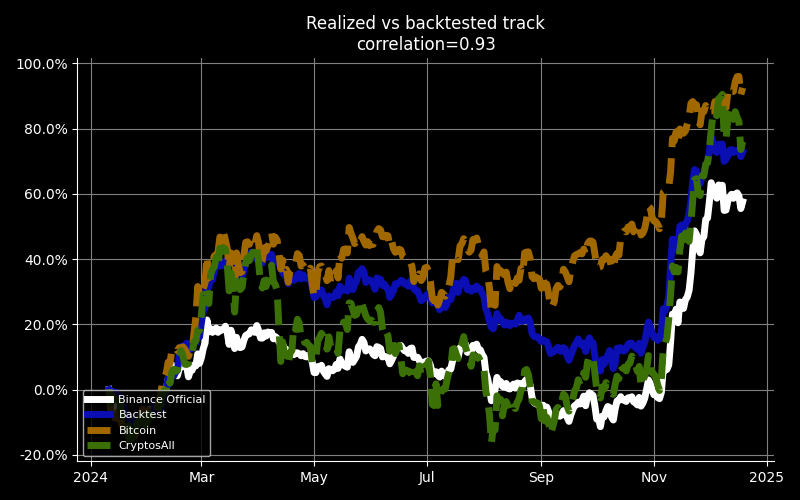 Realized vs backtested track
correlation=0.93
100.0%
80.0%
60.0%
40.0%
20.0%
0.0%
-20.0%
Binance Official
Backtest
Bitcoin
CryptosAll
2024
Mar
May
Jul
Sep
Nov
2025